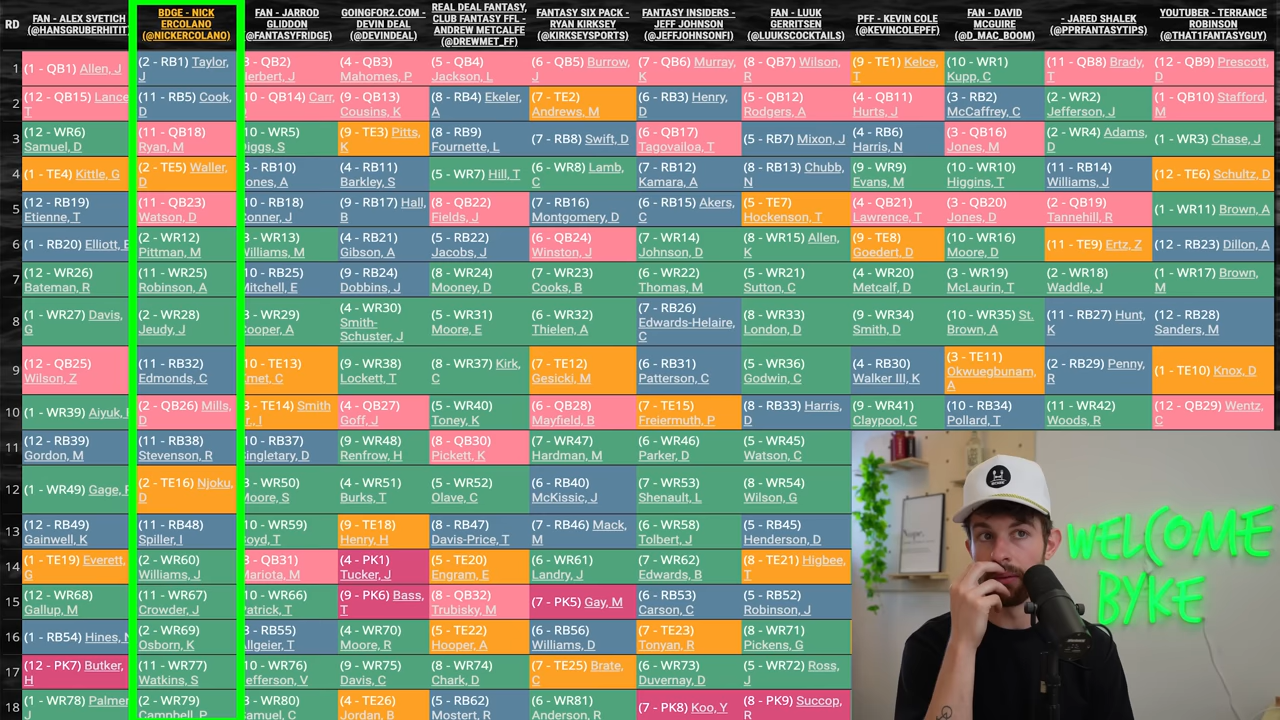 RD
FAN - ALEX SVETICH
(@HANSGRUBERHITIT)
BDGE - NICK
ERCOLANO
(@NICKERCOLANO)
FAN - JARROD
GLIDDON
(@FANTASYFRIDGE)
GOINGFOR2.COM -
DEVIN DEAL
(@DEVINDEAL)
REAL DEAL FANTASY,
CLUB FANTASY FFL -
ANDREW METCALFE
(@DREWMET_FF)
FANTASY SIX PACK -
RYAN KIRKSEY
(@KIRKSEYSPORTS)
FANTASY INSIDERS -
JEFF JOHNSON
(@JEFFJOHNSONFI)
FAN - LUUK
GERRITSEN
(@LUUKSCOCKTAILS)
PFF - KEVIN COLE
(@KEVINCOLEPFF)
FAN - DAVID
MCGUIRE
(@D_MAC_BOOM)
- JARED SHALEK
(@PPRFANTASYTIPS)
YOUTUBER - TERRANCE
ROBINSON
(@THAT1FANTASYGUY)
1
(1 - QB1) Allen, J
(2 - RB1) Taylor,
J
3 - QB2)
Herbert, J
(4 - QB3)
Mahomes, P
(5 - QB4)
Jackson, L
(6 - QB5) Burrow,
J
(7 - QB6) Murray,
K
(8 - QB7) Wilson,
R
(9 - TE1) Kelce,
T
(10 - WR1)
Kupp, C
(11 - QB8) Brady,
T
(12 - QB9) Prescott,
D
2
(12 - QB15) Lance
T
(11 - RB5) Cook,
D
10 - QB14) Carr,
D
(9 - QB13)
Cousins, K
(8 - RB4) Ekeler,
A
(7 - TE2)
Andrews, M
(6 - RB3) Henry,
D
(5 - QB12)
Rodgers, A
(4 - QB11)
Hurts, J
(3 - RB2)
McCaffrey, C
(2 - WR2)
Jefferson, J
(1 - QB10) Stafford,
M
3
(12 - WR6)
Samuel, D
(11 - QB18)
Ryan, M
10 - WR5)
Diggs, S
(9 - TE3) Pitts,
K
(8 - RB9)
Fournette, L
(7 - RB8) Swift, D
(6 - QB17)
Tagovailoa, T
(5 - RB7) Mixon, J
(4 - RB6)
Harris, N
(3 - QB16)
Jones, M
(2 - WR4) Adams,
D
(1 - WR3) Chase, J
4
(1 - TE4) Kittle, G
(2 - TE5) Waller,
D
3 - RB10)
Jones, A
(4 - RB11)
Barkley, S
(5 - WR7) Hill, T
(6 - WR8) Lamb,
C
(7 - RB12)
Kamara, A
(8 - RB13) Chubb,
N
(9 - WR9)
Evans, M
(10 - WR10)
Higgins, T
(11 - RB14)
Williams, J
(12 - TE6) Schultz, D
5
(12 - RB19)
Etienne, T
(11 - QB23)
Watson, D
10 - RB18)
Conner, J
(9 - RB17) Hall,
B
(8 - QB22)
Fields, J
(7 - RB16)
Montgomery, D
(6 - RB15) Akers,
C
(5 - TE7)
Hockenson, T
(4 - QB21)
Lawrence, T
(3 - QB20)
Jones, D
(2 - QB19)
Tannehill, R
(1 - WR11) Brown, A
6
(1 - RB20) Elliott, E
(2 - WR12)
Pittman, M
3 - WR13)
Williams, M
(4 - RB21)
Gibson, A
(5 - RB22)
Jacobs, J
(6 - QB24)
Winston, J
(7 - WR14)
Johnson, D
(8 - WR15) Allen,
K
(9 - TE8)
Goedert, D
(10 - WR16)
Moore, D
(11 - TE9) Ertz, Z
(12 - RB23) Dillon, A
7
(12 - WR26)
Bateman, R
(11 - WR25)
Robinson, A
10 - RB25)
Mitchell, E
(9 - RB24)
Dobbins, J
(8 - WR24)
Mooney, D
(7 - WR23)
Cooks, B
(6 - WR22)
Thomas, M
(5 - WR21)
Sutton, C
(4 - WR20)
Metcalf, D
(3 - WR19)
McLaurin, T
(2 - WR18)
Waddle, J
(1 - WR17) Brown,
M
8
(1 - WR27) Davis,
G
(2 - WR28)
Jeudy, J
3 - WR29)
Cooper, A
(4 - WR30)
Smith-
Schuster, J
(5 - WR31)
Moore, E
(6 - WR32)
Thielen, A
(7 - RB26)
Edwards-Helaire,
C
(8 - WR33)
London, D
(9 - WR34)
Smith, D
(10 - WR35) St.
Brown, A
(11 - RB27) Hunt,
K
(12 - RB28)
Sanders, M
9
(12 - QB25)
Wilson, Z
(11 - RB32)
Edmonds, C
10 - TE13)
Kmet, C
(9 - WR38)
Lockett, T
(8 - WR37) Kirk,
C
(7 - TE12)
Gesicki, M
(6 - RB31)
Patterson, C
(5 - WR36)
Godwin, C
(4 - RB30)
Walker III, K
(3 - TE11)
Okwuegbunam,
A
(2 - RB29) Penny,
R
(1 - TE10) Knox, D
10
(1 - WR39) Aiyuk,
(2 - QB26) Mills,
D
3 - TE14) Smith
Jr., I
(4 - QB27)
Goff, J
(5 - WR40)
Toney, K
(6 - QB28)
Mayfield, B
(7 - TE15)
Freiermuth, P
(8 - RB33) Harris,
D
(9 - WR41)
Claypool, C
(10 - RB34)
Pollard, T
(11 - WR42)
Woods, R
(12 - QB29) Wentz,
C
11
(12 - RB39)
Gordon, M
(11 - RB38)
Stevenson, R
10 - RB37)
Singletary, D
(9 - WR48)
Renfrow, H
(8 - QB30)
Pickett, K
(7 - WR47)
Hardman, M
(6 - WR46)
Parker, D
(5 - WR45)
Watson, C
12
(1 - WR49) Gage,
(2 - TE16) Njoku,
D
3 - WR50)
Moore, S
(4 - WR51)
Burks, T
(5 - WR52)
Olave, C
(6 - RB40)
McKissic, J
(7 - WR53)
Shenault, L
(8 - WR54)
Wilson, G
13
(12 - RB49)
Gainwell, K
(11 - RB48)
Spiller, I
10 - WR59)
Boyd, T
(9 - TE18)
Henry, H
(8 - RB47)
Davis-Price, T
(7 - RB46) Mack,
M
(6 - WR58)
Tolbert, J
(5 - RB45)
Henderson, D
14
(1 - TE19) Everett,
G
(2 - WR60)
Williams, J
3 - QB31)
Mariota, M
(4 - PK1)
Tucker, J
(5 - TE20)
Engram, E
(6 - WR61)
Landry, J
(7 - WR62)
Edwards, B
(8 - TE21) Higbee,
T
15
(12 - WR68)
Gallup, M
(11 - WR67)
Crowder, J
10 - WR66)
Patrick, T
(9 - PK6) Bass,
T
(8 - QB32)
Trubisky, M
(7 - PK5) Gay, M
(6 - RB53)
Carson, C
(5 - RB52)
Robinson, J
16
(1 - RB54) Hines,
(2 - WR69)
Osborn, K
3 - RB55)
Allgeier, T
(4 - WR70)
Moore, R
(5 - TE22)
Hooper, A
(6 - RB56)
Williams, D
(7 - TE23)
Tonyan, R
(8 - WR71)
Pickens, G
17
(12 - PK7) Butker,
H
(11 - WR77)
Watkins, S
10 - WR76)
Jefferson, V
(9 - WR75)
Davis, C
(8 - WR74)
Chark, D
(7 - TE25) Brate,
C
(6 - WR73)
Duvernay, D
(5 - WR72) Ross,
J
18
(1 - WR78) Palmer
(2 - WR79)
Campbell, P
3 - WR80)
Samuel, C
(4 - TE26)
Jordan, B
(5 - RB62)
Mostert, R
(6 - WR81)
Anderson, R
(7 - PK8) Koo, Y
(8 - PK9) Succop,
R
WELCOME
BYKE